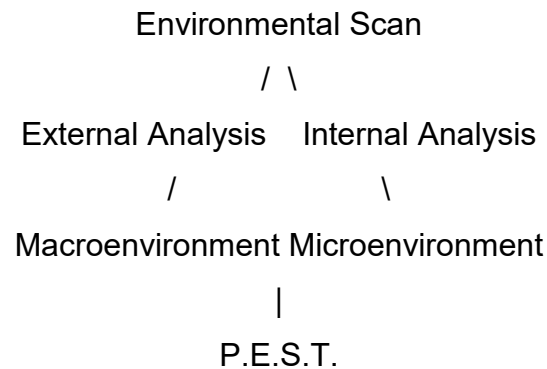 Environmental Scan
/ \
External Analysis Internal Analysis
/ \
Macroenvironment Microenvironment
|
P.E.S.T.